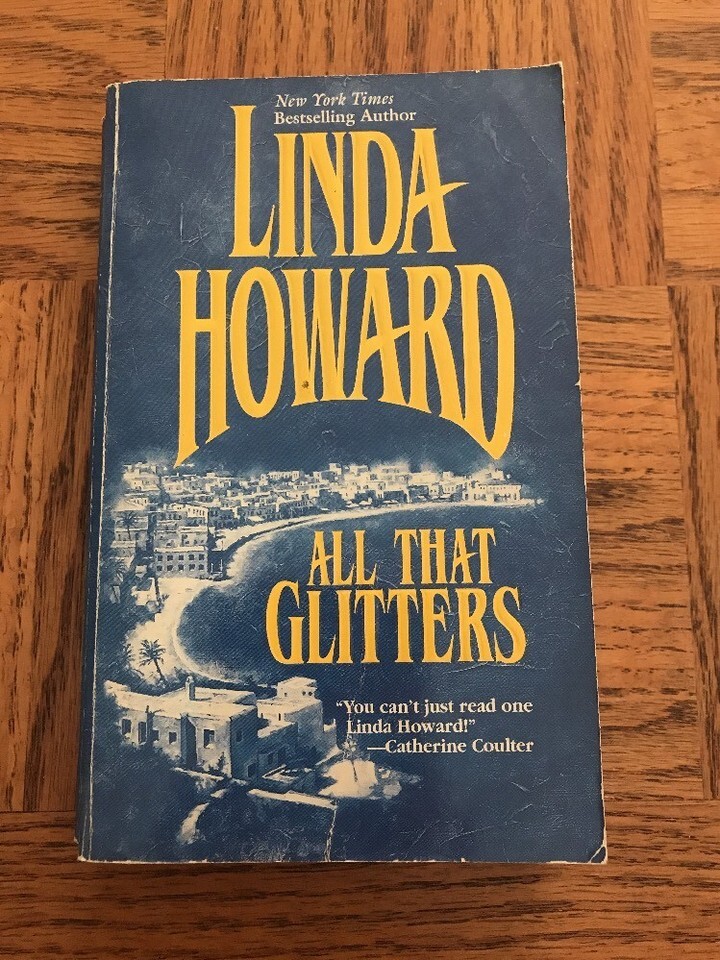 New York Times
Bestselling Author
LINDA
HOWARD
ALL THAT
GLITTERS
"You can't just read one
Linda Howard!"
—Catherine Coulter